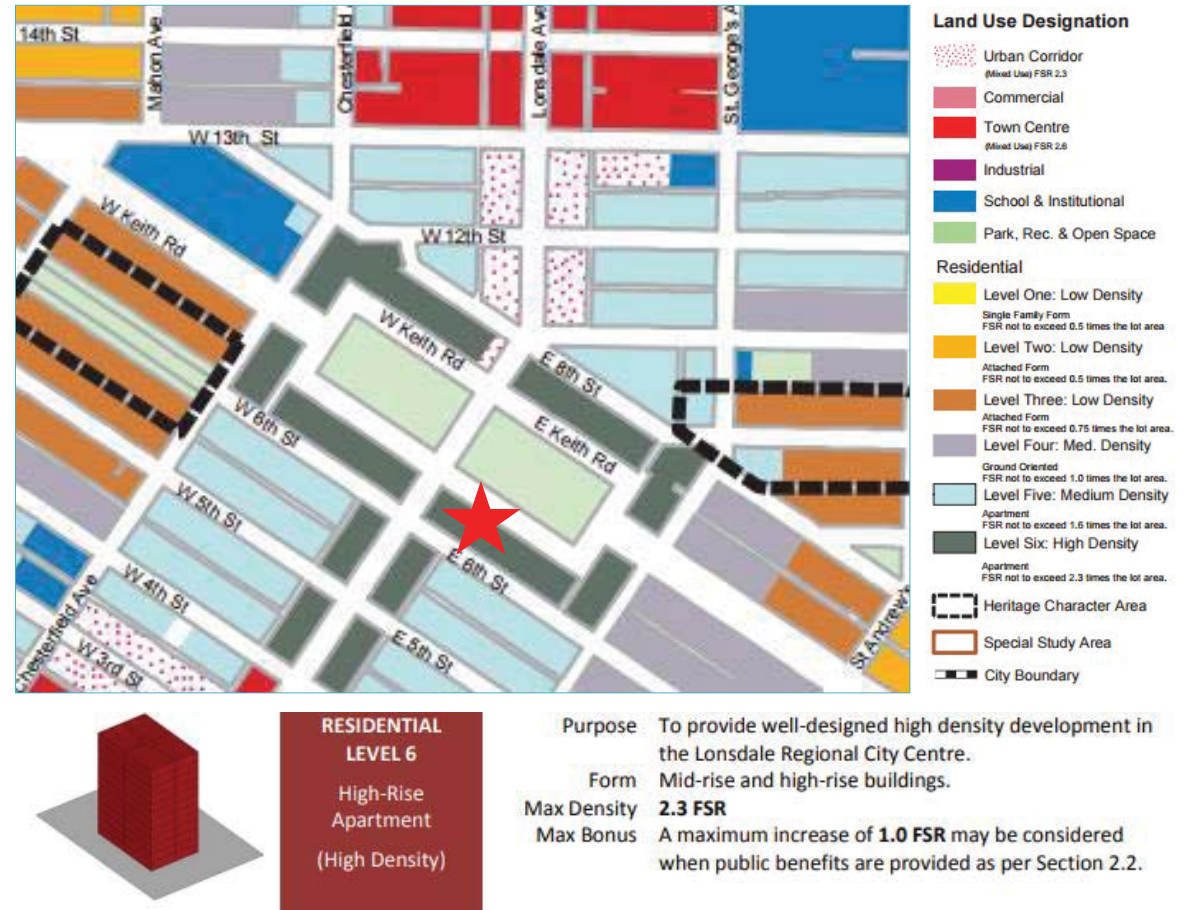 14th St
Mahon Ave
Chesterfield
Lonsdale Ave
St. George's A
W 13th St
W Keith Rd
W 12th St
W Keith Rd
E 8th St
E Keith Rd
W 6th St
W 5th St
E 6th St
W 4th St
E 5th St
W 3rd St
Chesterfield Ave
St Andrew's
Land Use Designation
Urban Corridor
(Mixed Use) FSR 2.3
Commercial
Town Centre
(Mixed Use) FSR 2.6
Industrial
School & Institutional
Park, Rec. & Open Space
Residential
Level One: Low Density
Single Family Form
FSR not to exceed 0.5 times the lot area
Level Two: Low Density
Attached Form
FSR not to exceed 0.5 times the lot area.
Level Three: Low Density
Attached Form
FSR not to exceed 0.75 times the lot area.
Level Four: Med. Density
Ground Oriented
FSR not to exceed 1.0 times the lot area.
Level Five: Medium Density
Apartment
FSR not to exceed 1.6 times the lot area.
Level Six: High Density
Apartment
FSR not to exceed 2.3 times the lot area.
Heritage Character Area
Special Study Area
City Boundary
RESIDENTIAL
LEVEL 6
High-Rise
Apartment
(High Density)
Purpose To provide well-designed high density development in
the Lonsdale Regional City Centre.
Form Mid-rise and high-rise buildings.
Max Density 2.3 FSR
Max Bonus A maximum increase of 1.0 FSR may be considered
when public benefits are provided as per Section 2.2.